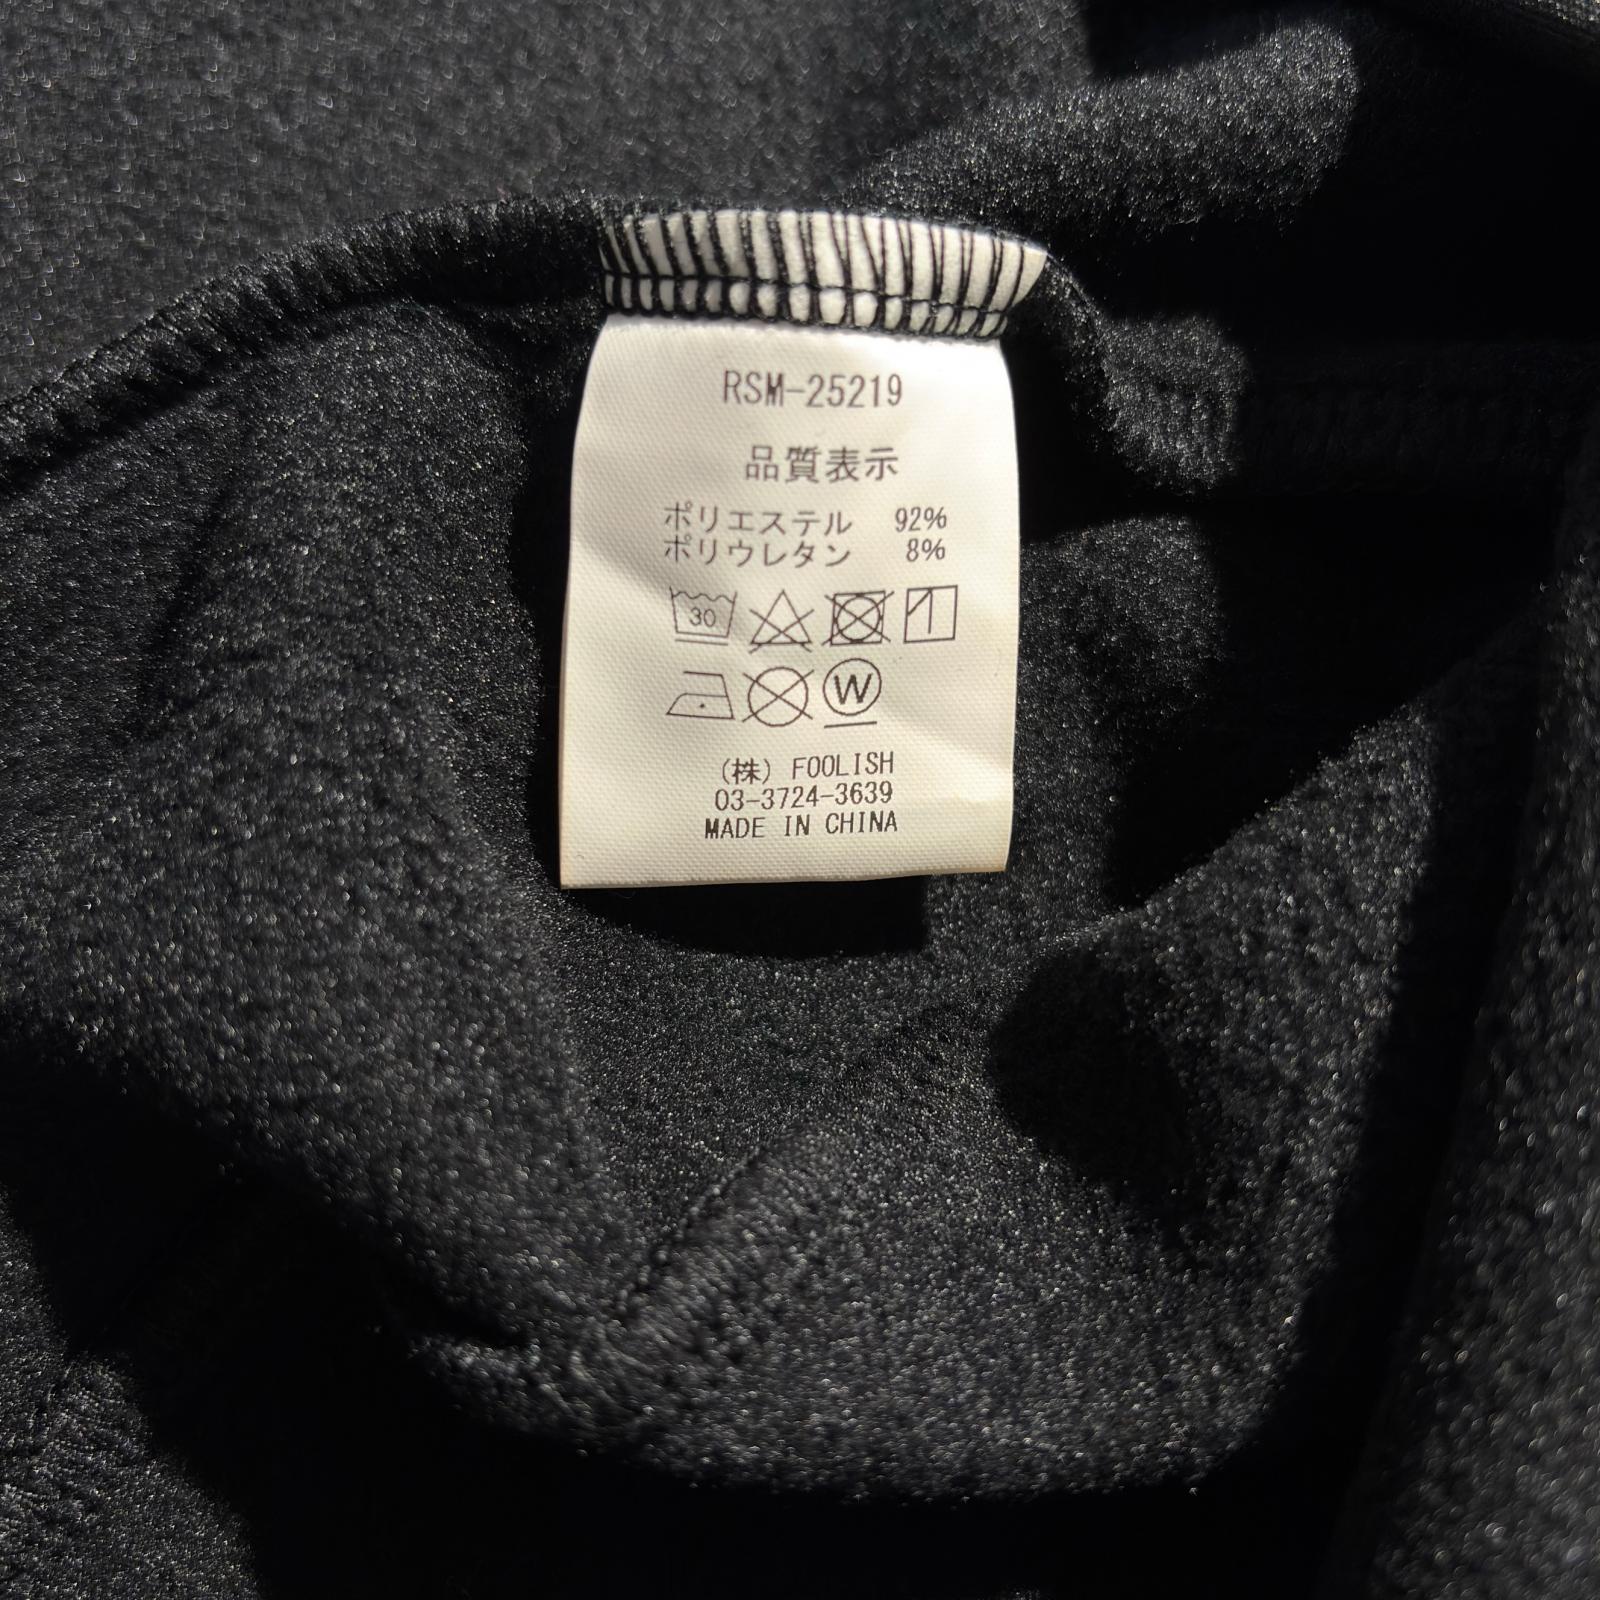 RSM-25219
品質表示
ポリエステル 92%
ポリウレタン 8%
30
W
(株) FOOLISH
03-3724-3639
MADE IN CHINA